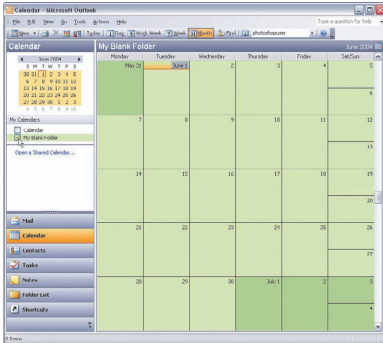 Calendar - Microsoft Outlook
File Edit View Go Tools Actions Help
Type a question for help
New Today Day Work Week Week Month Find photoshopuser
Calendar
My Blank Folder
June 2004
June 2004
S M T W T F S
30 31 1 2 3 4 5
6 7 8 9 10 11 12
13 14 15 16 17 18 19
20 21 22 23 24 25 26
27 28 29 30 1 2 3
4 5 6 7 8 9 10
My Calendars
Calendar
My Blank Folder
Open a Shared Calendar...
Monday Tuesday Wednesday Thursday Friday Sat/Sun
May 31 June 1 2 3 4 5
6
7 8 9 10 11 12
13
14 15 16 17 18 19
20
21 22 23 24 25 26
27
28 29 30 July 1 2 3
4
Mail
Calendar
Contacts
Tasks
Notes
Folder List
Shortcuts
0 Items